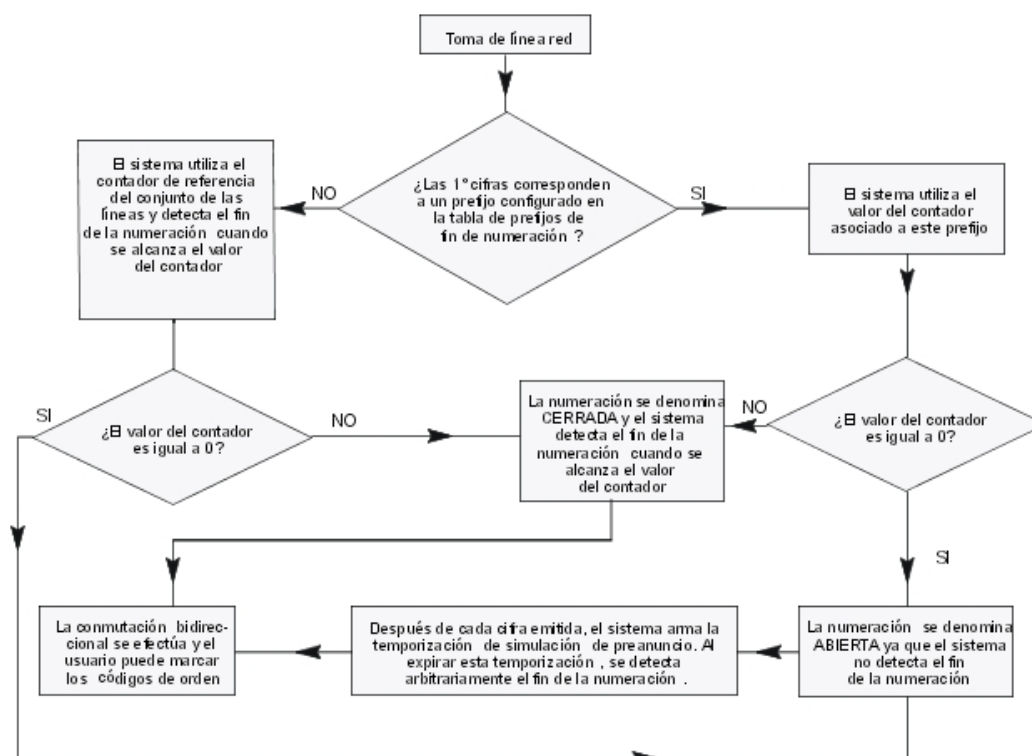 Toma de línea red
El sistema utiliza el
contador de referencia
del conjunto de las
líneas y detecta el fin
de la numeración cuando
se alcanza el valor
del contador
NO
¿Las 1° cifras corresponden
a un prefijo configurado en
la tabla de prefijos de
fin de numeración ?
SI
El sistema utiliza el
valor del contador
asociado a este prefijo
SI
¿El valor del contador
es igual a 0?
NO
La numeración se denomina
CERRADA y el sistema
detecta el fin de la
numeración cuando se
alcanza el valor
del contador
NO
¿El valor del contador
es igual a 0?
SI
La conmutación bidirec-
cional se efectúa y el
usuario puede marcar
los códigos de orden
Después de cada cifra emitida, el sistema arma la
temporización de simulación de preanuncio. Al
expirar esta temporización , se detecta
arbitrariamente el fin de la numeración .
La numeración se denomina
ABIERTA ya que el sistema
no detecta el fin
de la numeración